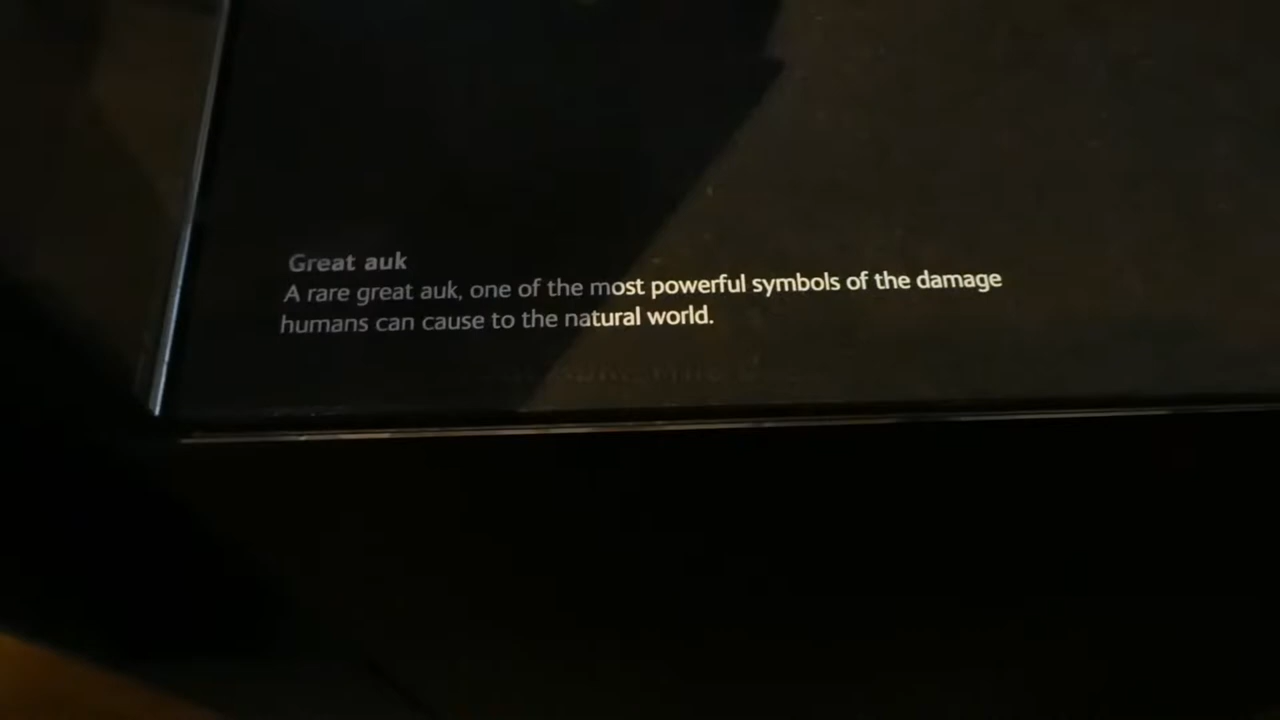 Great auk
A rare great auk, one of the most powerful symbols of the damage
humans can cause to the natural world.